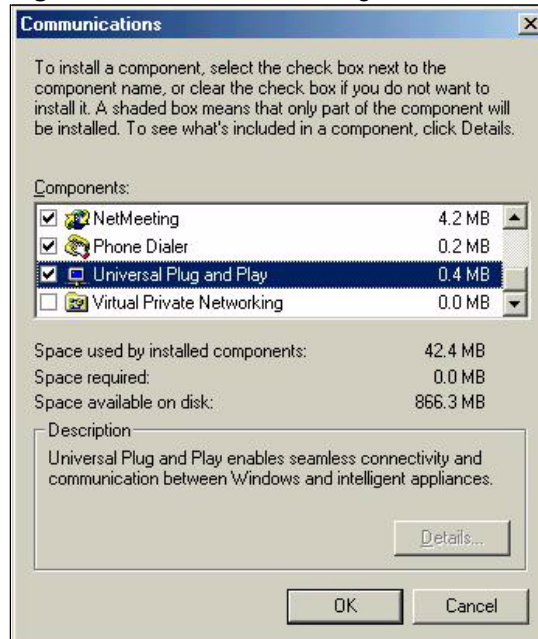 Communications
To install a component, select the check box next to the
component name, or clear the check box if you do not want to
install it. A shaded box means that only part of the component will
be installed. To see what's included in a component, click Details.
Components:
NetMeeting 4.2 MB
Phone Dialer 0.2 MB
Universal Plug and Play 0.4 MB
Virtual Private Networking 0.0 MB
Space used by installed components: 42.4 MB
Space required: 0.0 MB
Space available on disk: 866.3 MB
Description
Universal Plug and Play enables seamless connectivity and
communication between Windows and intelligent appliances.
Details...
OK Cancel